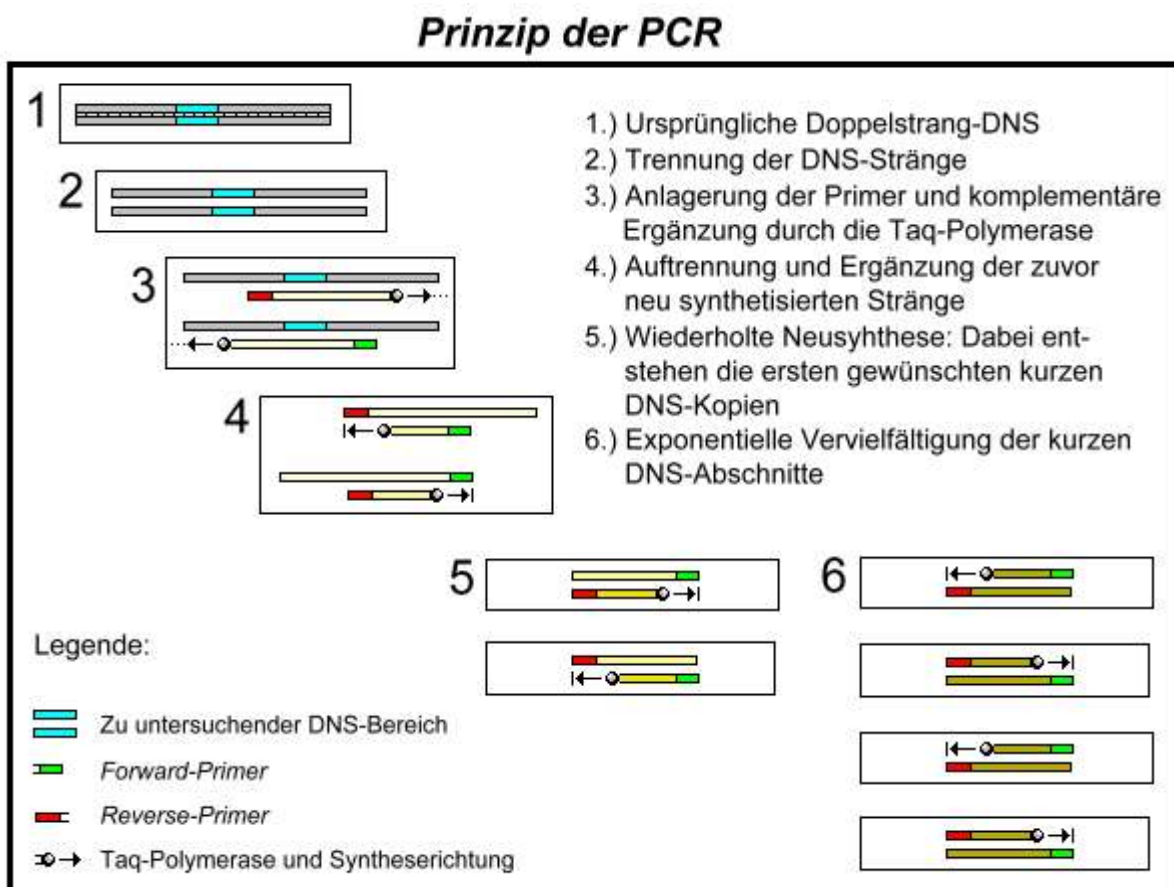 Prinzip der PCR
1
2
3
4
5
6
1.) Ursprüngliche Doppelstrang-DNS
2.) Trennung der DNS-Stränge
3.) Anlagerung der Primer und komplementäre
Ergänzung durch die Taq-Polymerase
4.) Auftrennung und Ergänzung der zuvor
neu synthetisierten Stränge
5.) Wiederholte Neusyhthese: Dabei ent-
stehen die ersten gewünschten kurzen
DNS-Kopien
6.) Exponentielle Vervielfältigung der kurzen
DNS-Abschnitte
Legende:
Zu untersuchender DNS-Bereich
Forward-Primer
Reverse-Primer
Taq-Polymerase und Syntheserichtung